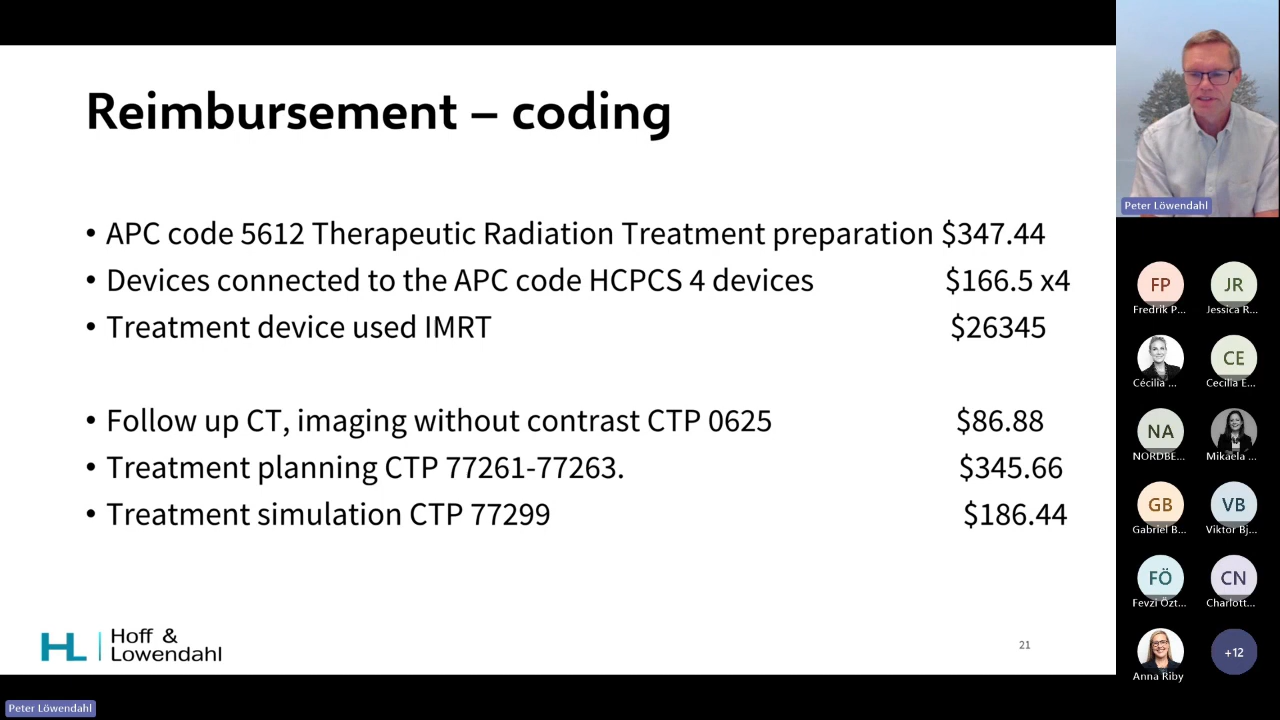 Reimbursement – coding
• APC code 5612 Therapeutic Radiation Treatment preparation $347.44
• Devices connected to the APC code HCPCS 4 devices $166.5 x4
• Treatment device used IMRT $26345
• Follow up CT, imaging without contrast CTP 0625 $86.88
• Treatment planning CTP 77261-77263. $345.66
• Treatment simulation CTP 77299 $186.44
HL
Hoff &
Lowendahl
21
Peter Löwendahl
Peter Löwendahl
FP JR
Fredrik P... Jessica R...
CE
Cécilia ... Cecilia E...
NA
NORDBE... Mikaela ...
GB VB
Gabriel B... Viktor Bj...
FÖ CN
Fevzi Özt... Charlott...
+12
Anna Riby